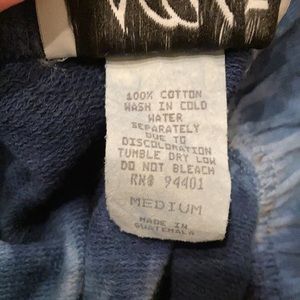 100% COTTON
WASH IN COLD
WATER
SEPARATELY
DUE TO
DISCOLORATION
TUMBLE DRY LOW
DO NOT BLEACH
RN# 94401
MEDIUM
MADE IN
GUATEMALA